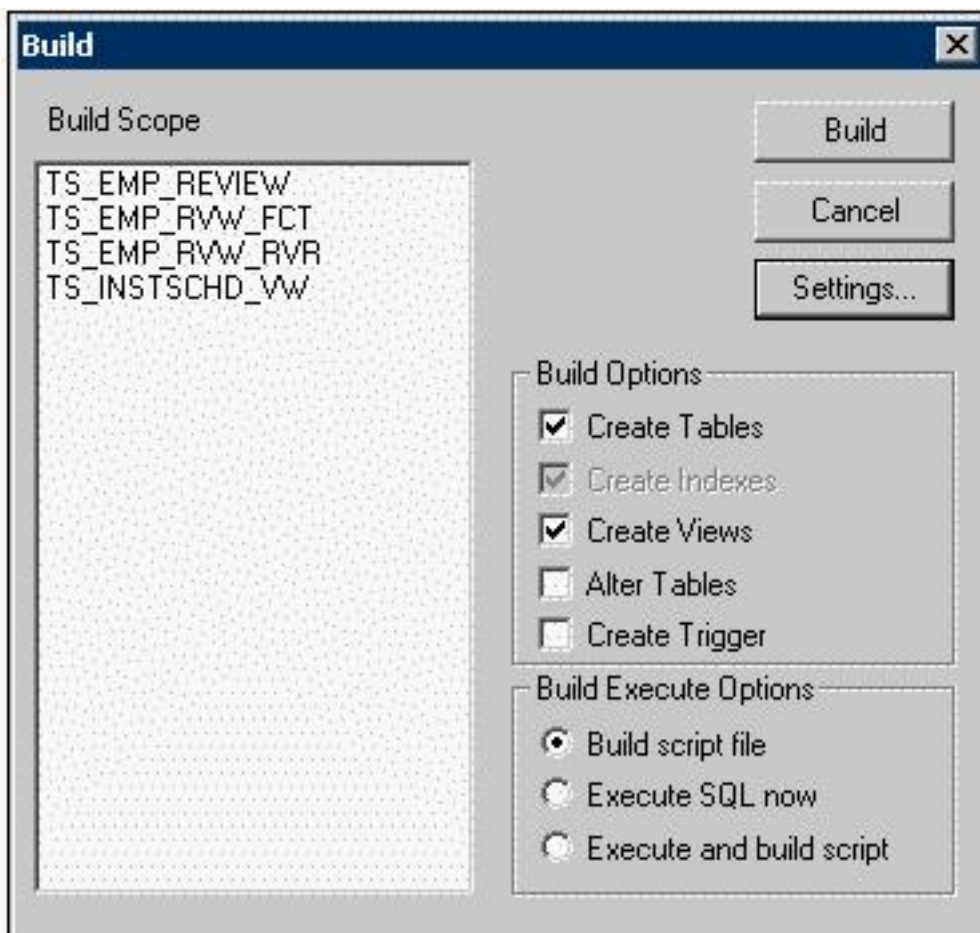 Build
Build Scope
TS_EMP_REVIEW
TS_EMP_RVW_FCT
TS_EMP_RVW_RVR
TS_INSTSCHD_VW
Build
Cancel
Settings...
Build Options
Create Tables
Create Indexes
Create Views
Alter Tables
Create Trigger
Build Execute Options
Build script file
Execute SQL now
Execute and build script